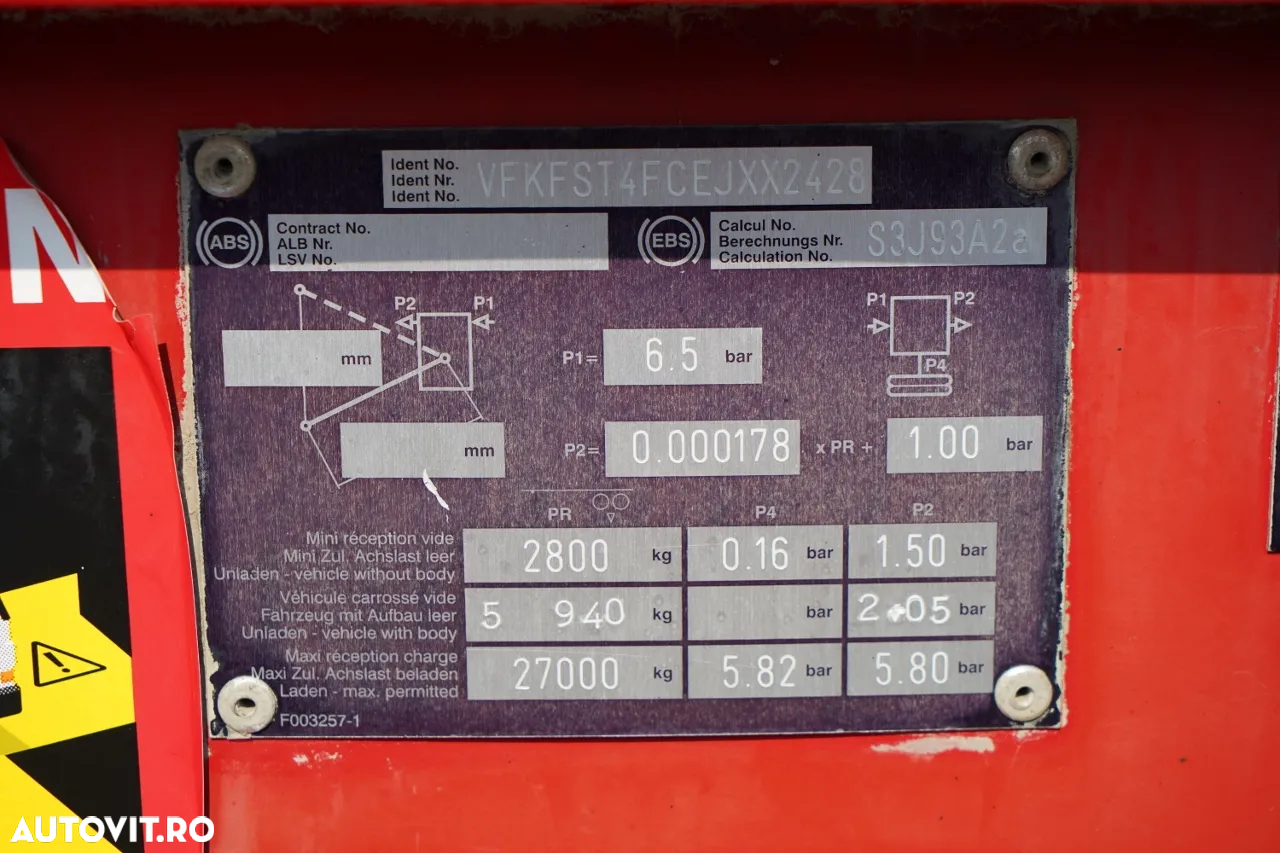 Ident No.
Ident Nr. VFKFST4FCEJXX2428
Ident No.
ABS
Contract No.
ALB Nr.
LSV No.
EBS
Calcul No.
Berechnungs Nr. S3J93A2a
Calculation No.
P2 P1
P1 P2
mm
P1= 6.5 bar
P4
mm
P2= 0.000178 x PR + 1.00 bar
PR P4 P2
Mini réception vide
Mini Zul. Achslast leer 2800 kg 0.16 bar 1.50 bar
Unladen - vehicle without body
Véhicule carrossé vide
Fahrzeug mit Aufbau leer 5 940 kg bar 2.05 bar
Unladen - vehicle with body
Maxi réception charge
Maxi Zul. Achslast beladen 27000 kg 5.82 bar 5.80 bar
Laden - max. permitted
F003257-1
N
AUTOVIT.RO